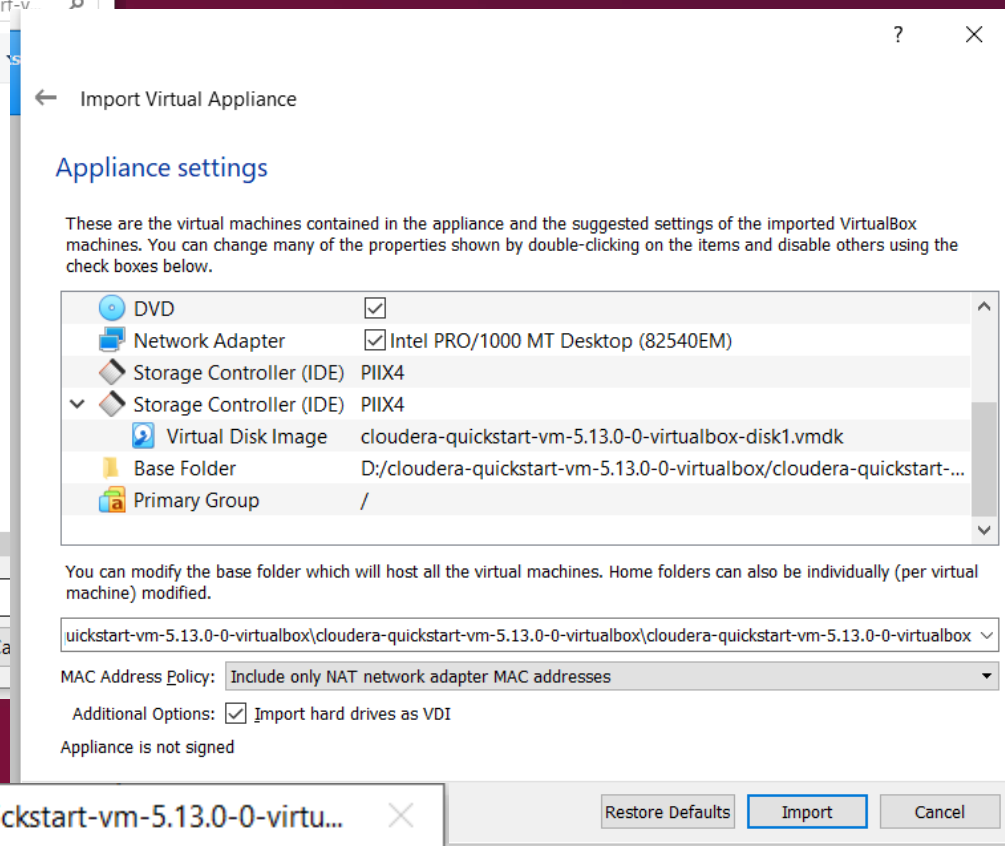 rt-v...
?
Import Virtual Appliance
Appliance settings
These are the virtual machines contained in the appliance and the suggested settings of the imported VirtualBox
machines. You can change many of the properties shown by double-clicking on the items and disable others using the
check boxes below.
DVD
Network Adapter Intel PRO/1000 MT Desktop (82540EM)
Storage Controller (IDE) PIIX4
Storage Controller (IDE) PIIX4
Virtual Disk Image cloudera-quickstart-vm-5.13.0-0-virtualbox-disk1.vmdk
Base Folder D:/cloudera-quickstart-vm-5.13.0-0-virtualbox/cloudera-quickstart-...
Primary Group /
You can modify the base folder which will host all the virtual machines. Home folders can also be individually (per virtual
machine) modified.
uickstart-vm-5.13.0-0-virtualbox\cloudera-quickstart-vm-5.13.0-0-virtualbox\cloudera-quickstart-vm-5.13.0-0-virtualbox
MAC Address Policy: Include only NAT network adapter MAC addresses
Additional Options: Import hard drives as VDI
Appliance is not signed
ckstart-vm-5.13.0-0-virtu...
Restore Defaults Import Cancel